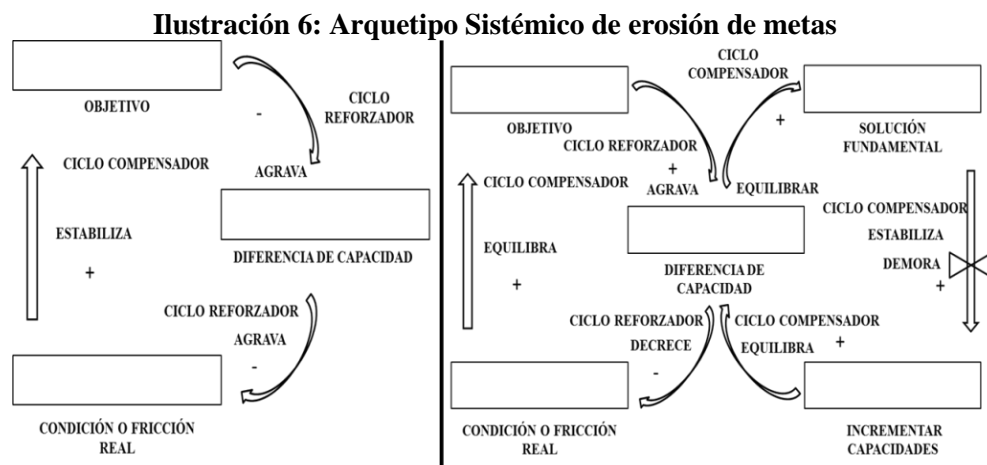 Ilustración 6: Arquetipo Sistémico de erosión de metas
OBJETIVO
CICLO
REFORZADOR
-
CICLO COMPENSADOR
AGRAVA
ESTABILIZA
+
DIFERENCIA DE CAPACIDAD
CICLO REFORZADOR
AGRAVA
-
CONDICIÓN O FRICCIÓN
REAL
CICLO
COMPENSADOR
OBJETIVO
+
SOLUCIÓN
FUNDAMENTAL
CICLO REFORZADOR
+
CICLO COMPENSADOR
AGRAVA
EQUILIBRAR
CICLO COMPENSADOR
ESTABILIZA
EQUILIBRA
+
DEMORA
+
DIFERENCIA DE
CAPACIDAD
CICLO REFORZADOR
DECRECE
-
CICLO COMPENSADOR
EQUILIBRA
+
CONDICIÓN O FRICCIÓN
REAL
INCREMENTAR
CAPACIDADES